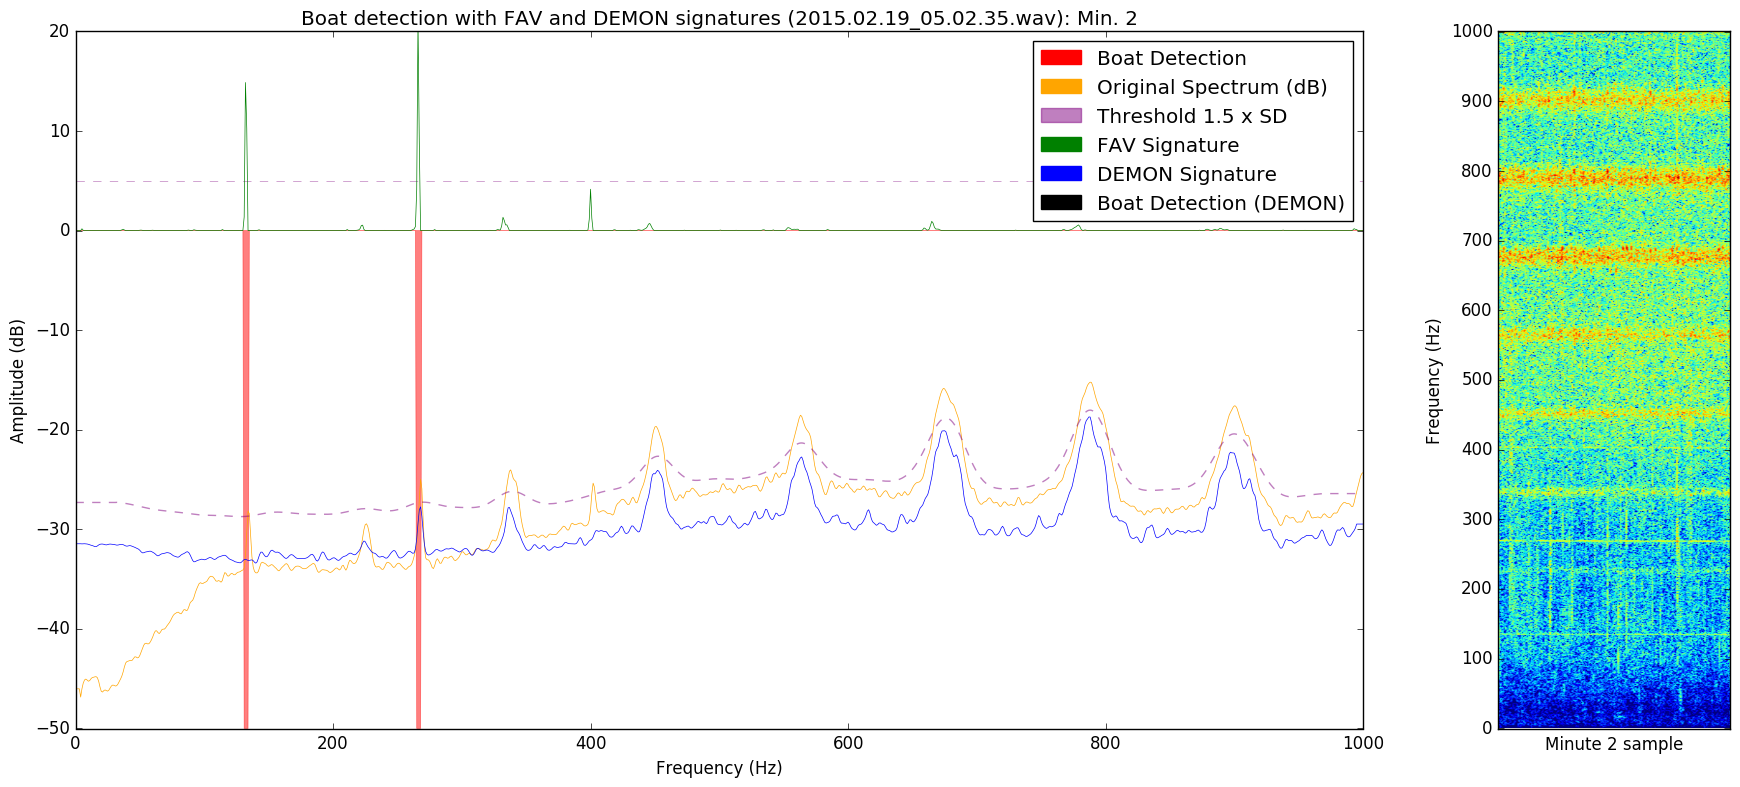 Boat detection with FAV and DEMON signatures (2015.02.19_05.02.35.wav): Min. 2
20
10
0
−10
−20
−30
−40
−50
Amplitude (dB)
0 200 400 600 800 1000
Frequency (Hz)
Boat Detection
Original Spectrum (dB)
Threshold 1.5 x SD
FAV Signature
DEMON Signature
Boat Detection (DEMON)
1000
900
800
700
600
500
400
300
200
100
0
Frequency (Hz)
Minute 2 sample